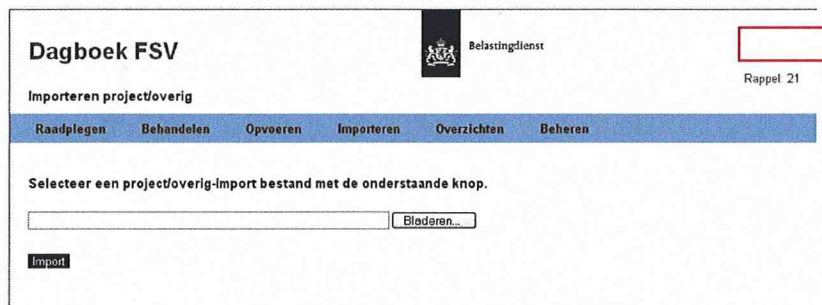 Dagboek FSV
Belastingdienst
Rappel: 21
Importeren project/overig
Raadplegen Behandelen Opvoeren Importeren Overzichten Beheren
Selecteer een project/overig-import bestand met de onderstaande knop.
Bladeren...
Import